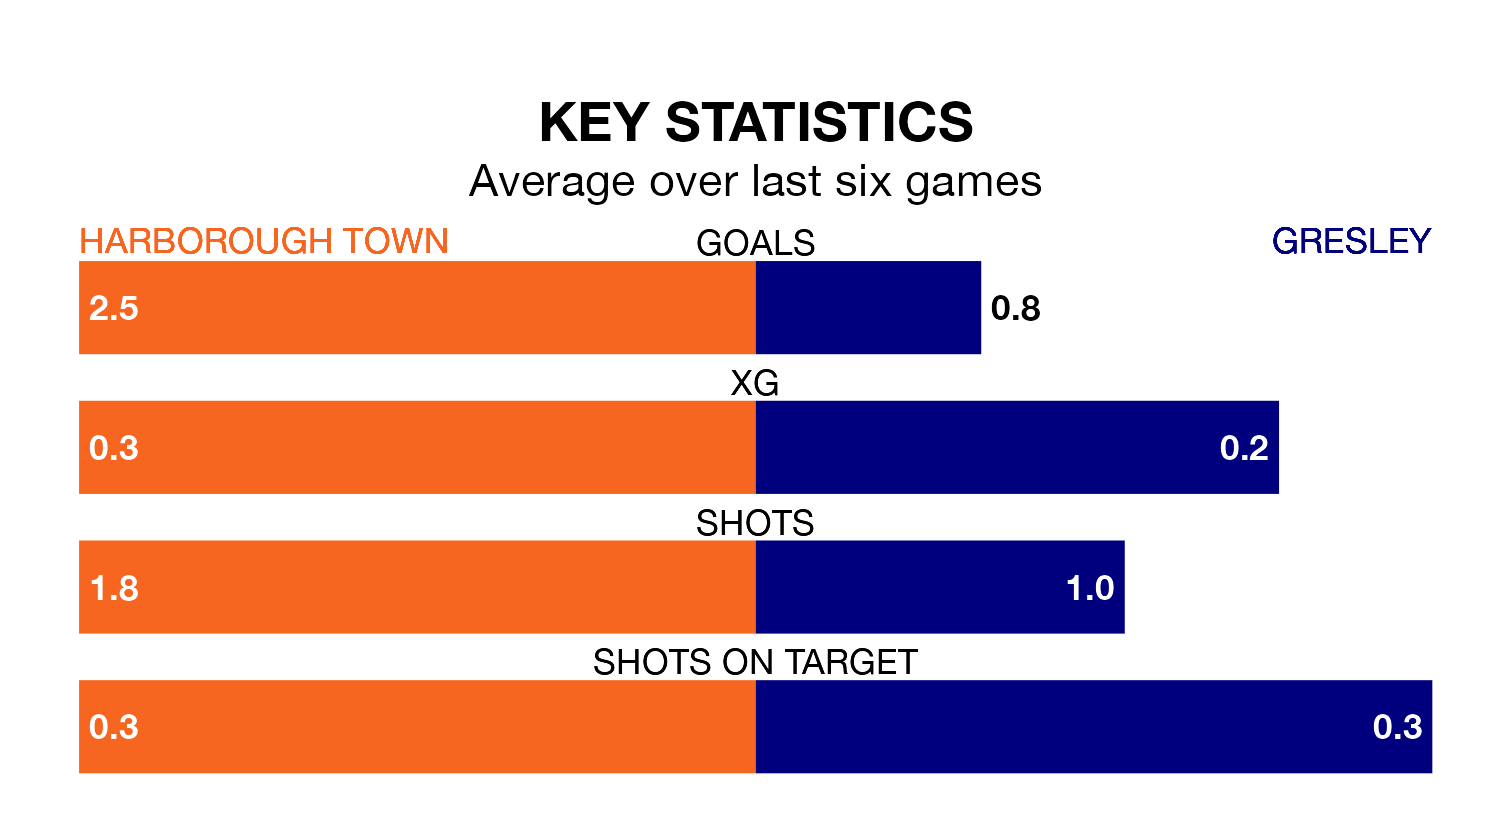 KEY STATISTICS
Average over last six games
HARBOROUGH TOWN GOALS GRESLEY
2.5 0.8
XG
0.3 0.2
SHOTS
1.8 1.0
SHOTS ON TARGET
0.3 0.3